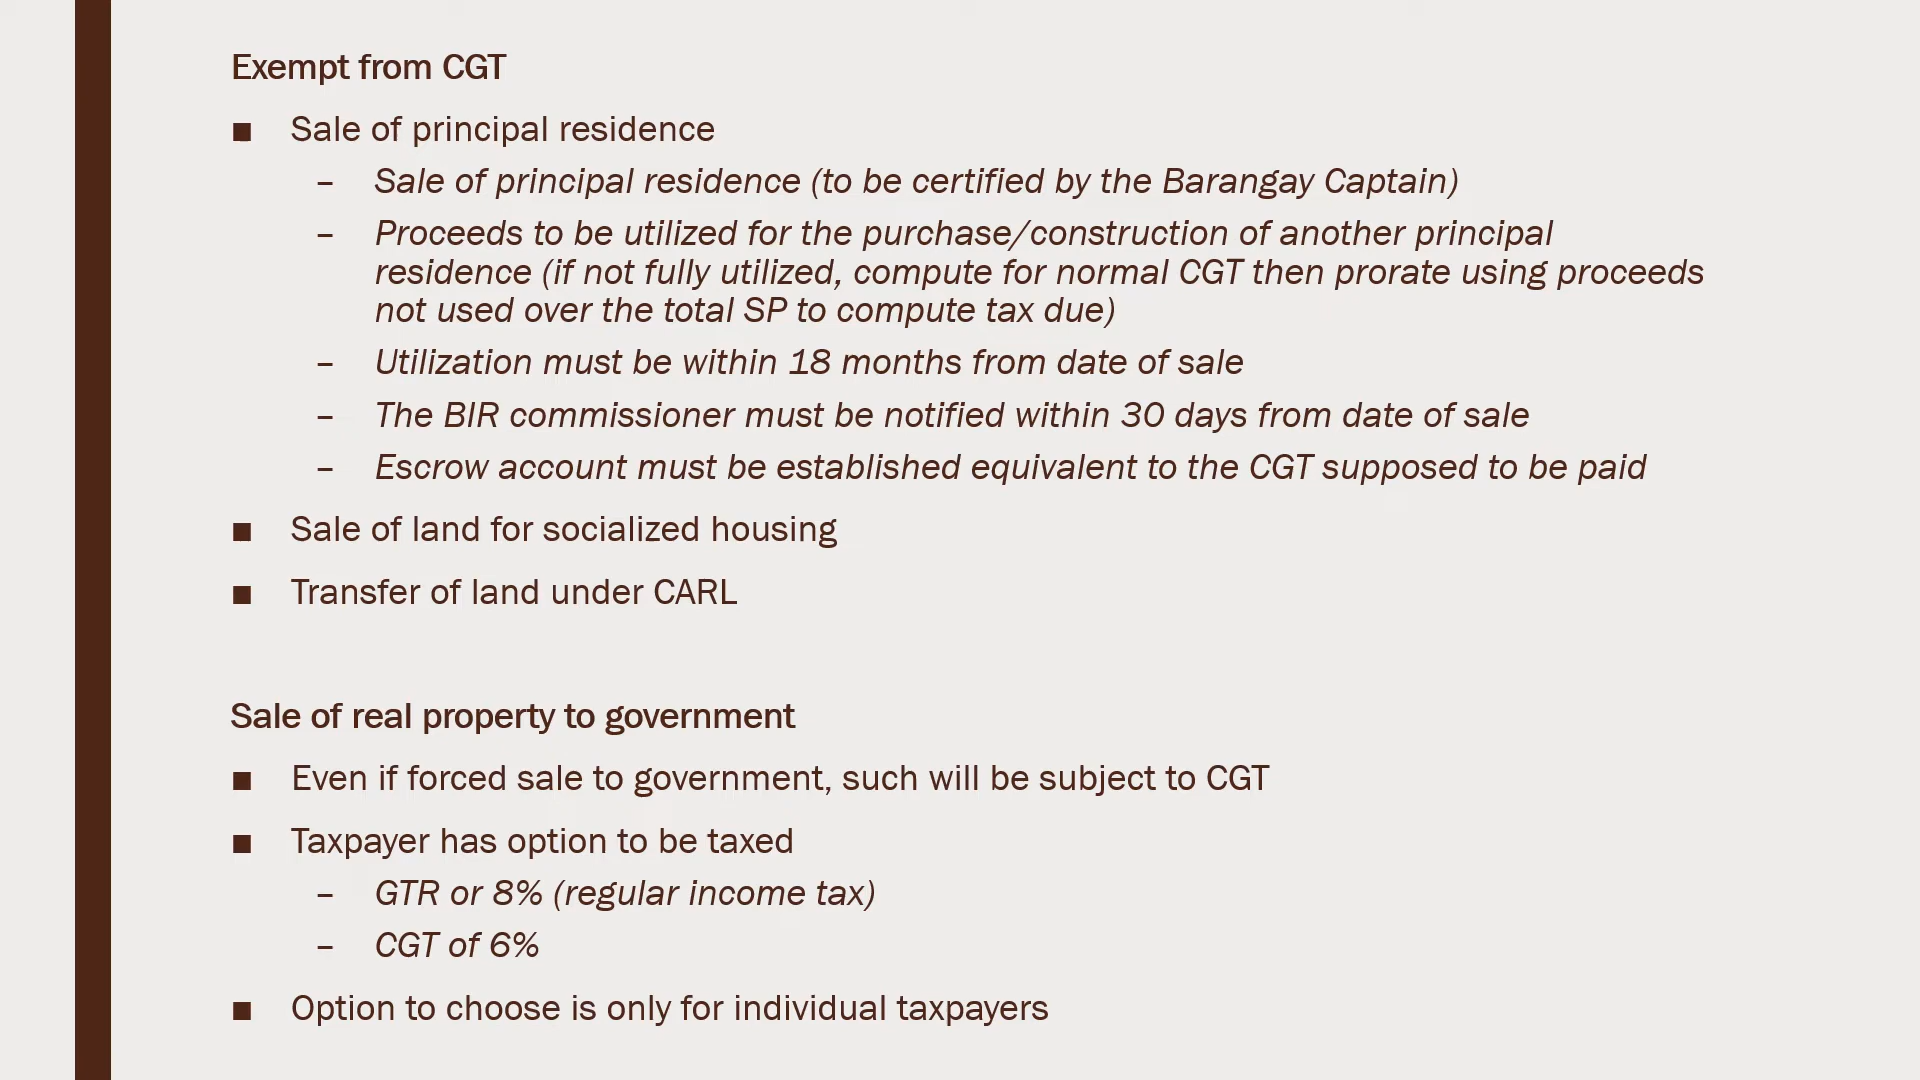 Exempt from CGT
■ Sale of principal residence
– Sale of principal residence (to be certified by the Barangay Captain)
– Proceeds to be utilized for the purchase/construction of another principal
residence (if not fully utilized, compute for normal CGT then prorate using proceeds
not used over the total SP to compute tax due)
– Utilization must be within 18 months from date of sale
– The BIR commissioner must be notified within 30 days from date of sale
– Escrow account must be established equivalent to the CGT supposed to be paid
■ Sale of land for socialized housing
■ Transfer of land under CARL
Sale of real property to government
■ Even if forced sale to government, such will be subject to CGT
■ Taxpayer has option to be taxed
– GTR or 8% (regular income tax)
– CGT of 6%
■ Option to choose is only for individual taxpayers